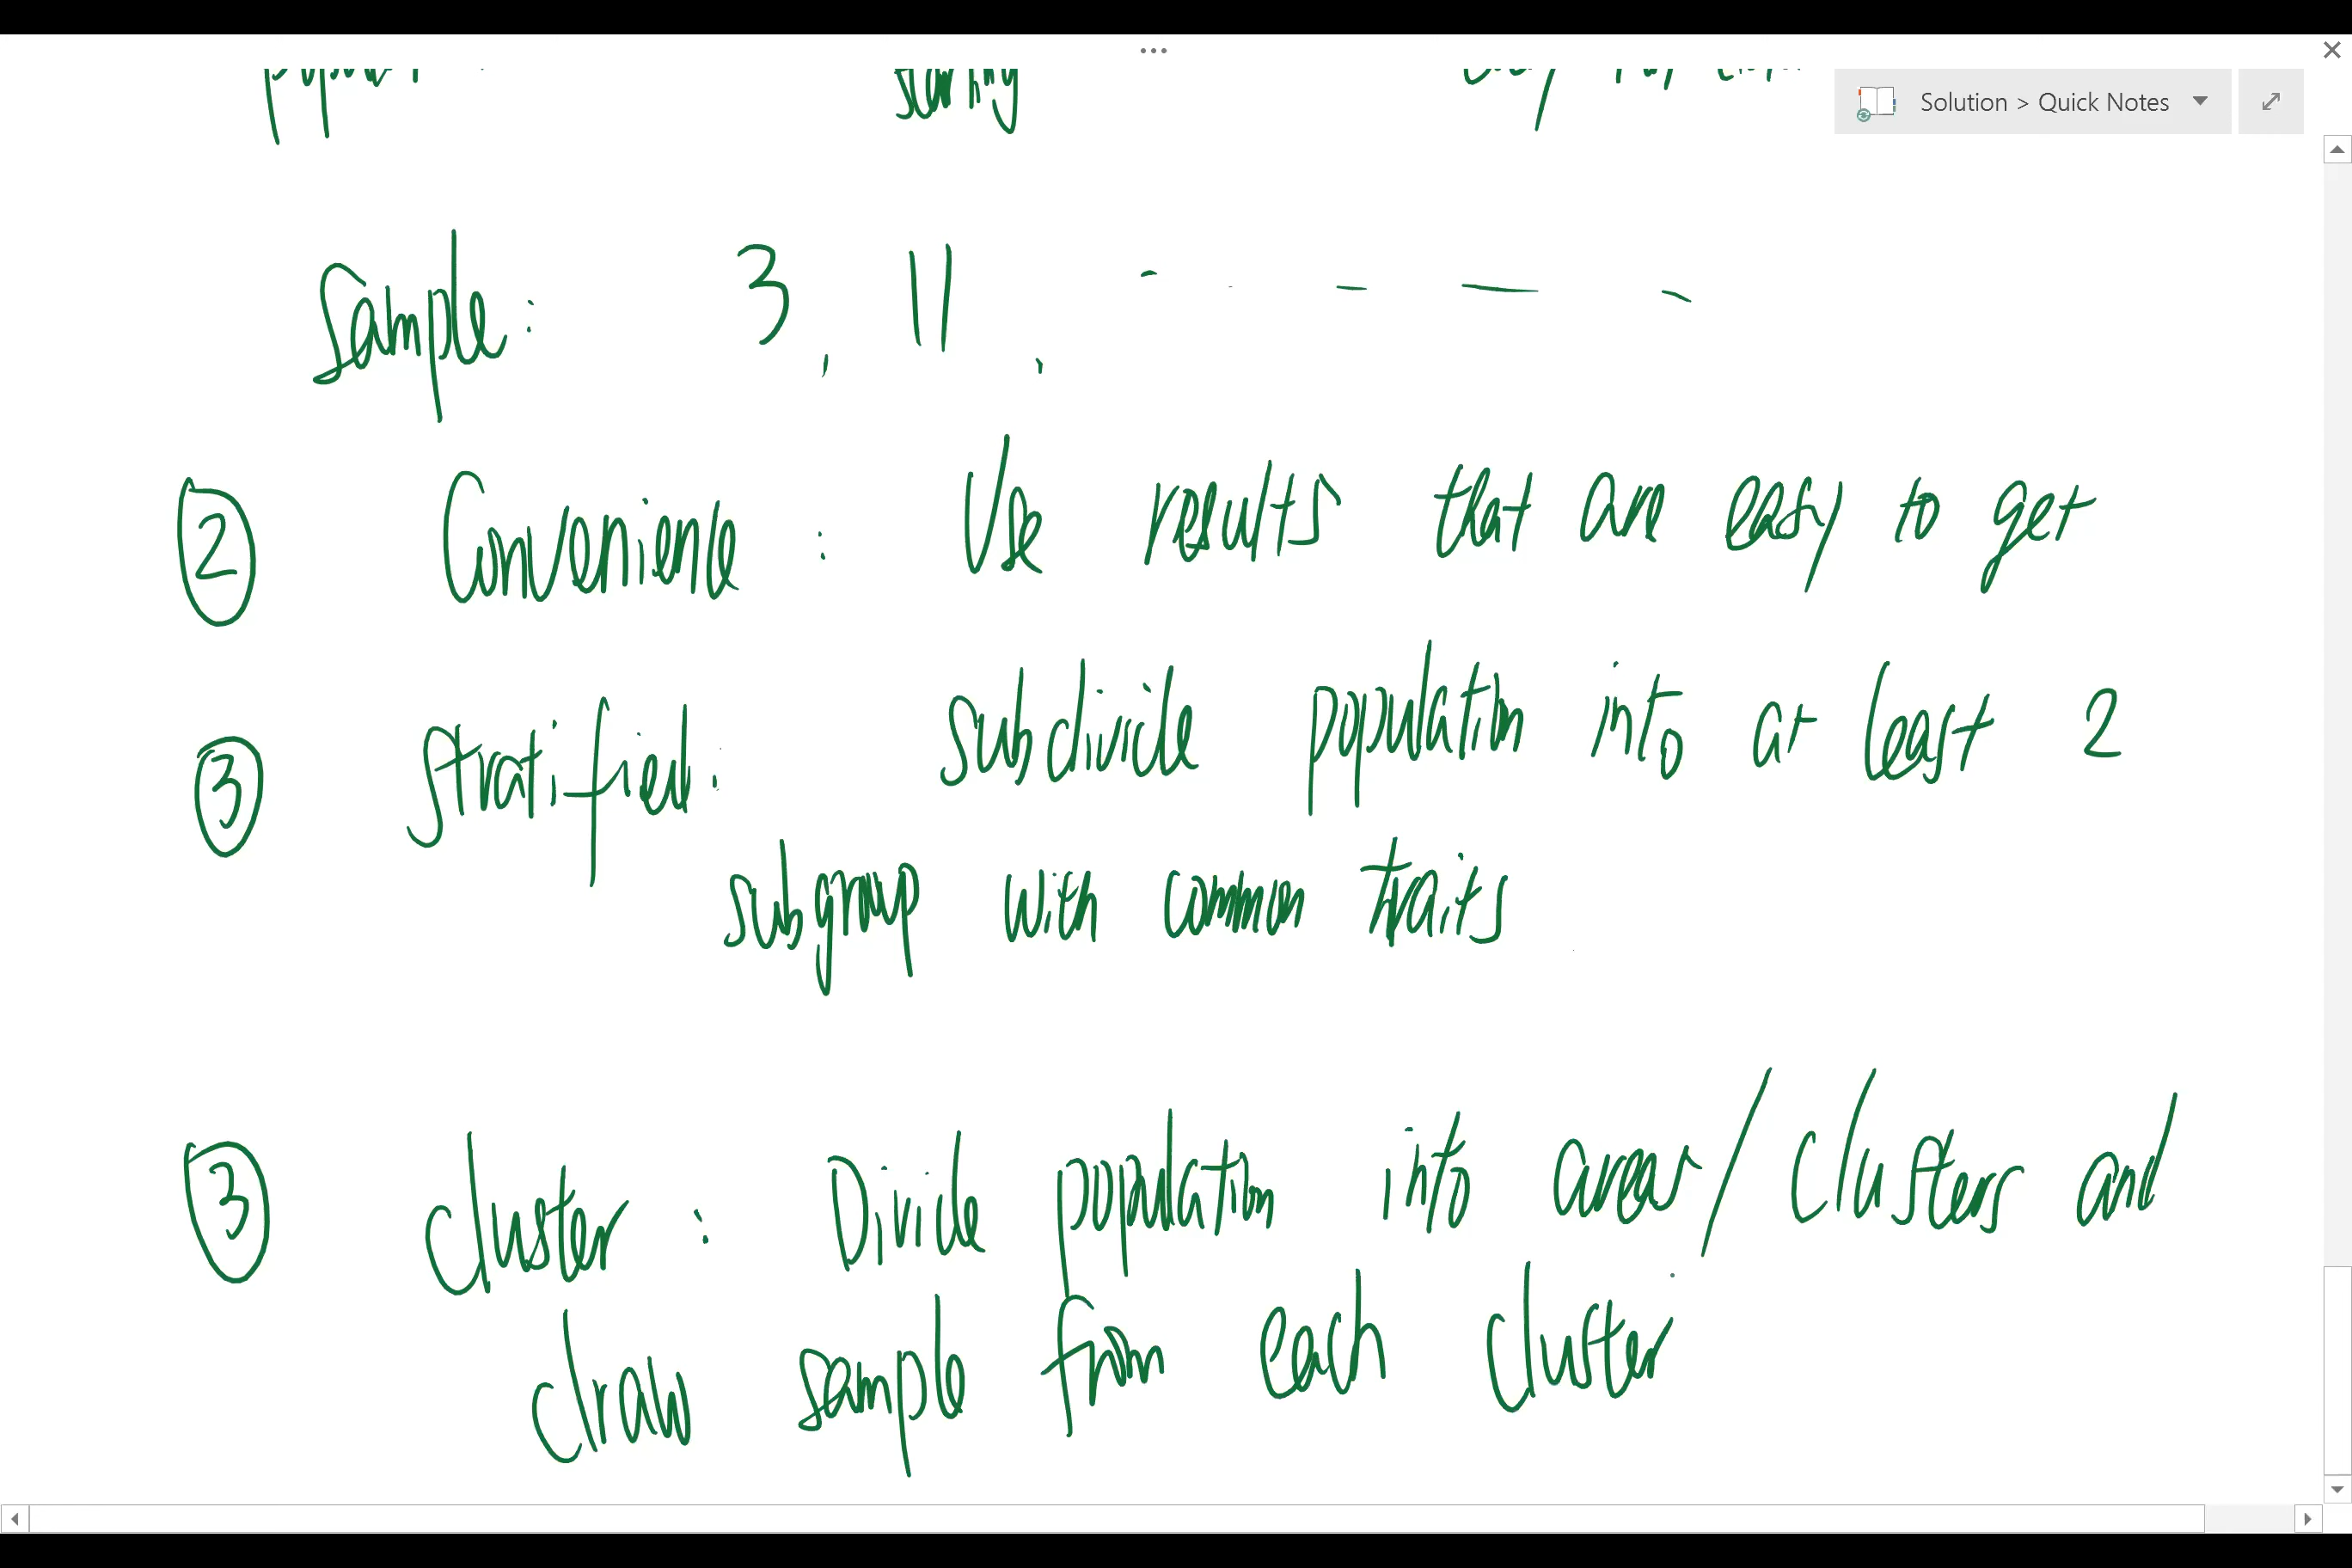 Solution > Quick Notes
Sample: 3, 11, - - - - -
② Convenience: Use results that are easy to get
③ Stratified: subdivide population into at least 2
subgroup with common traits
③ cluster: Divide population into areas/clusters and
draw sample from each cluster